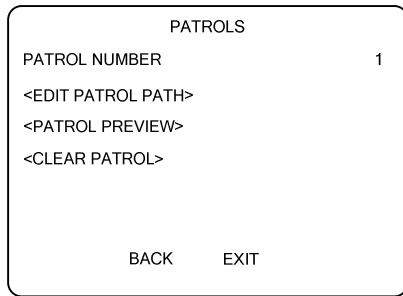 PATROLS
PATROL NUMBER 1
<EDIT PATROL PATH>
<PATROL PREVIEW>
<CLEAR PATROL>
BACK EXIT